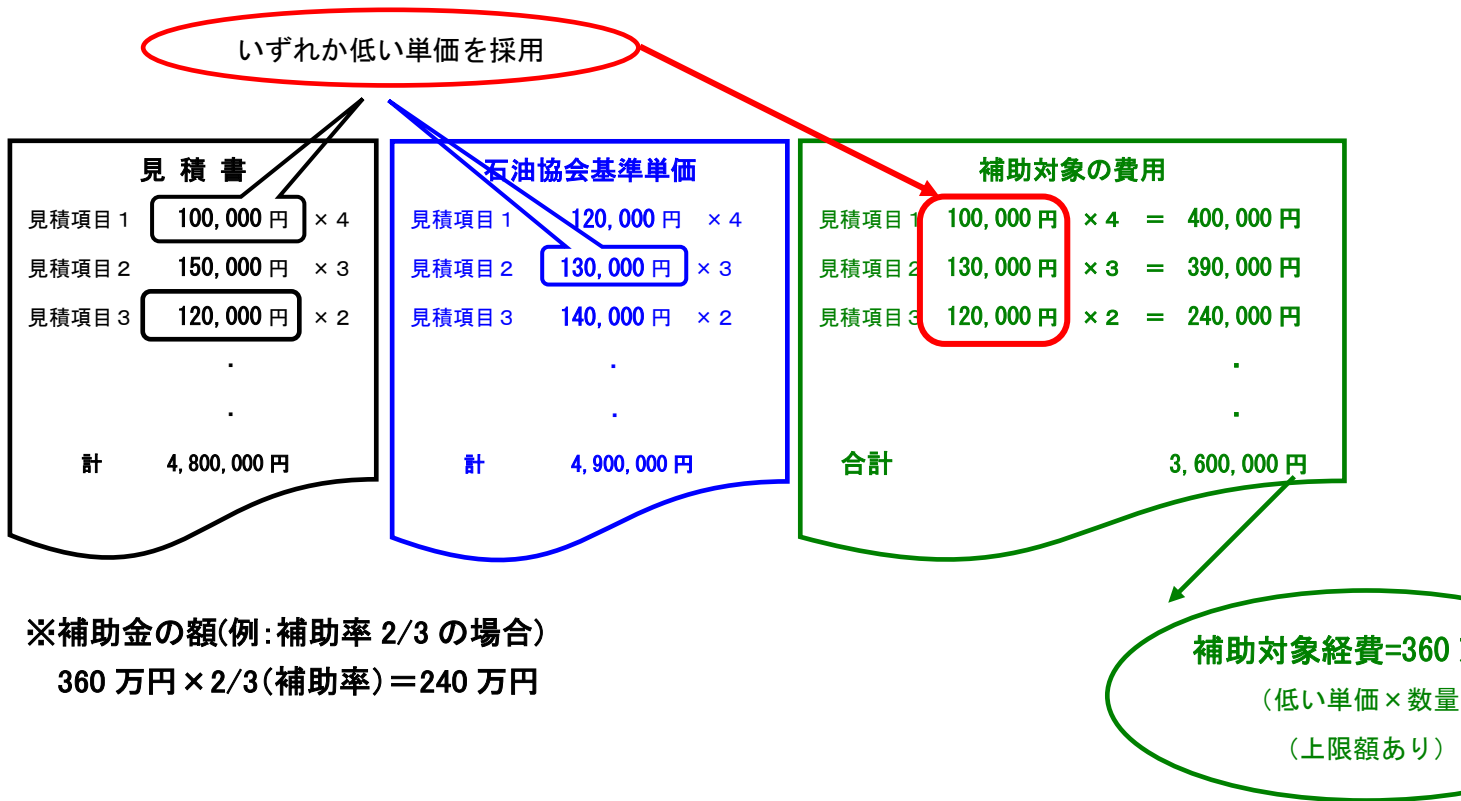 いずれか低い単価を採用
見 積 書
見積項目１ 100,000 円 ×４
見積項目２ 150,000 円 ×３
見積項目３ 120,000 円 ×２
.
.
計 4,800,000 円
石油協会基準単価
見積項目１ 120,000 円 ×４
見積項目２ 130,000 円 ×３
見積項目３ 140,000 円 ×２
.
.
計 4,900,000 円
補助対象の費用
見積項目１ 100,000 円 ×４ ＝ 400,000 円
見積項目２ 130,000 円 ×３ ＝ 390,000 円
見積項目３ 120,000 円 ×２ ＝ 240,000 円
.
.
合計 3,600,000 円
※補助金の額(例:補助率 2/3 の場合)
360 万円×2/3(補助率)＝240 万円
補助対象経費=360
（低い単価×数量
（上限額あり）